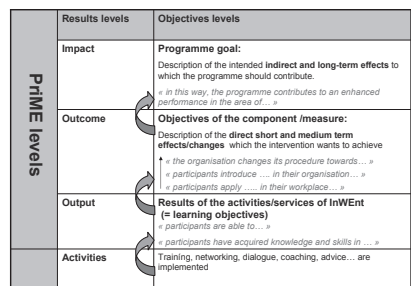 Results levels
Objectives levels
PriME levels
Impact
Programme goal:
Description of the intended indirect and long-term effects to
which the programme should contribute.
« in this way, the programme contributes to an enhanced
performance in the area of… »
Outcome
Objectives of the component /measure:
Description of the direct short and medium term
effects/changes which the intervention wants to achieve
« the organisation changes its procedure towards… »
« participants introduce …. in their organisation… »
« participants apply ….. in their workplace… »
Output
Results of the activities/services of InWEnt
(= learning objectives)
« participants are able to… »
« participants have acquired knowledge and skills in … »
Activities
Training, networking, dialogue, coaching, advice… are
implemented